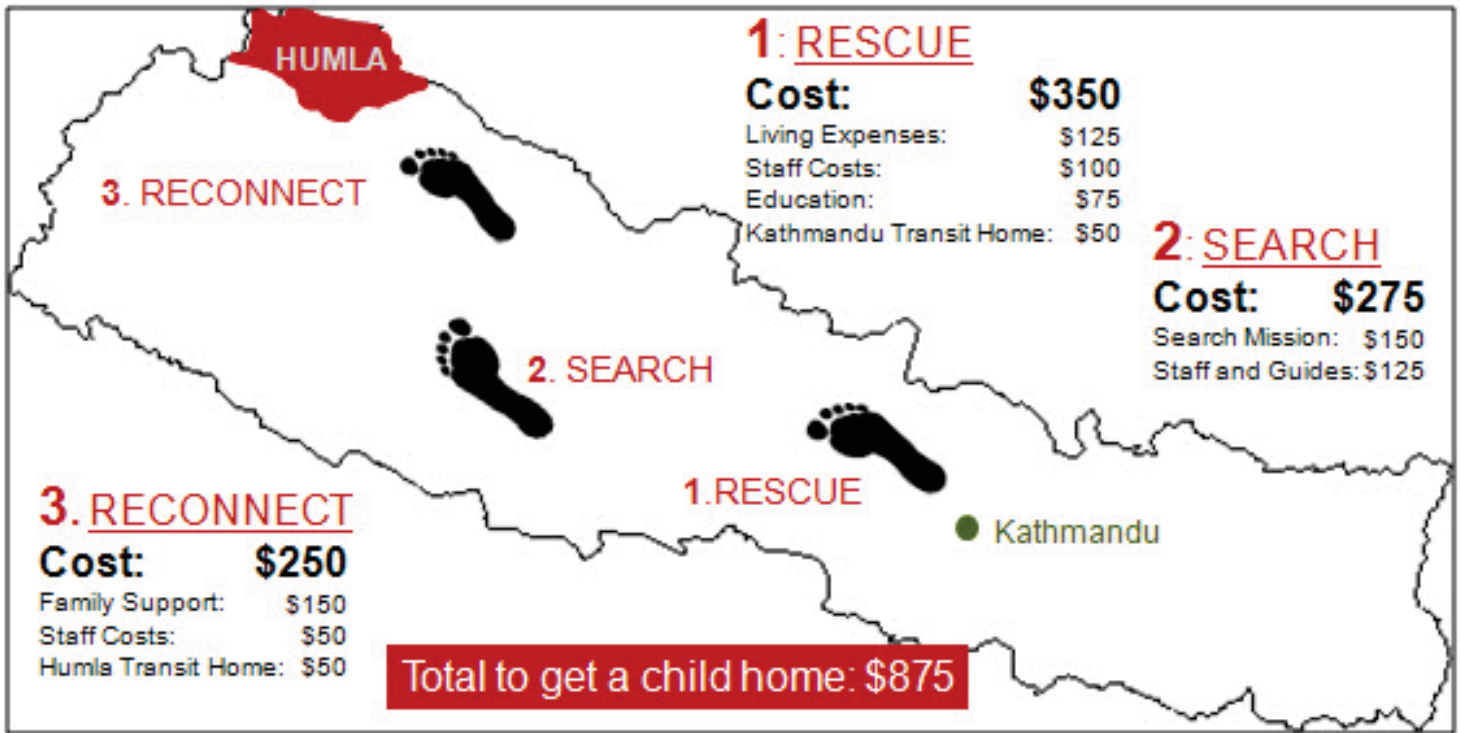 HUMLA
1: RESCUE
Cost: $350
Living Expenses: $125
Staff Costs: $100
Education: $75
Kathmandu Transit Home: $50
2: SEARCH
Cost: $275
Search Mission: $150
Staff and Guides: $125
3. RECONNECT
2. SEARCH
1.RESCUE
Kathmandu
3. RECONNECT
Cost: $250
Family Support: $150
Staff Costs: $50
Humla Transit Home: $50
Total to get a child home: $875